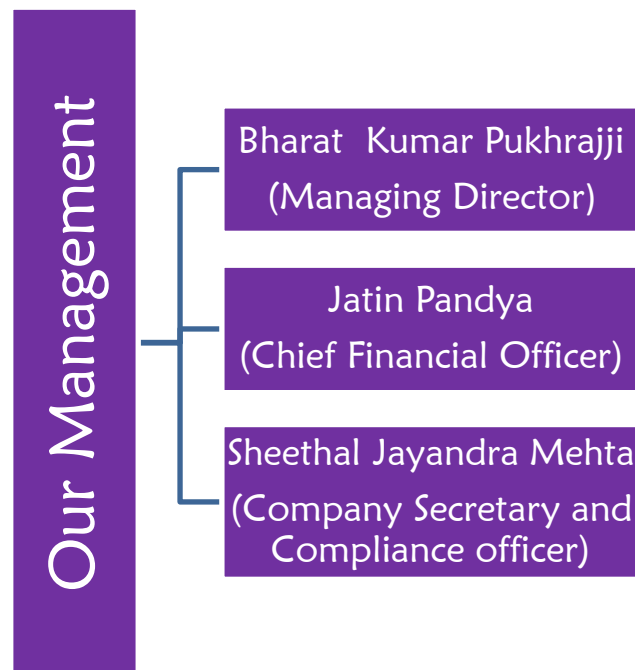 Our Management
Bharat  Kumar Pukhrajji
(Managing Director)
Jatin Pandya
(Chief Financial Officer)
Sheethal Jayandra Mehta
(Company Secretary and
Compliance officer)